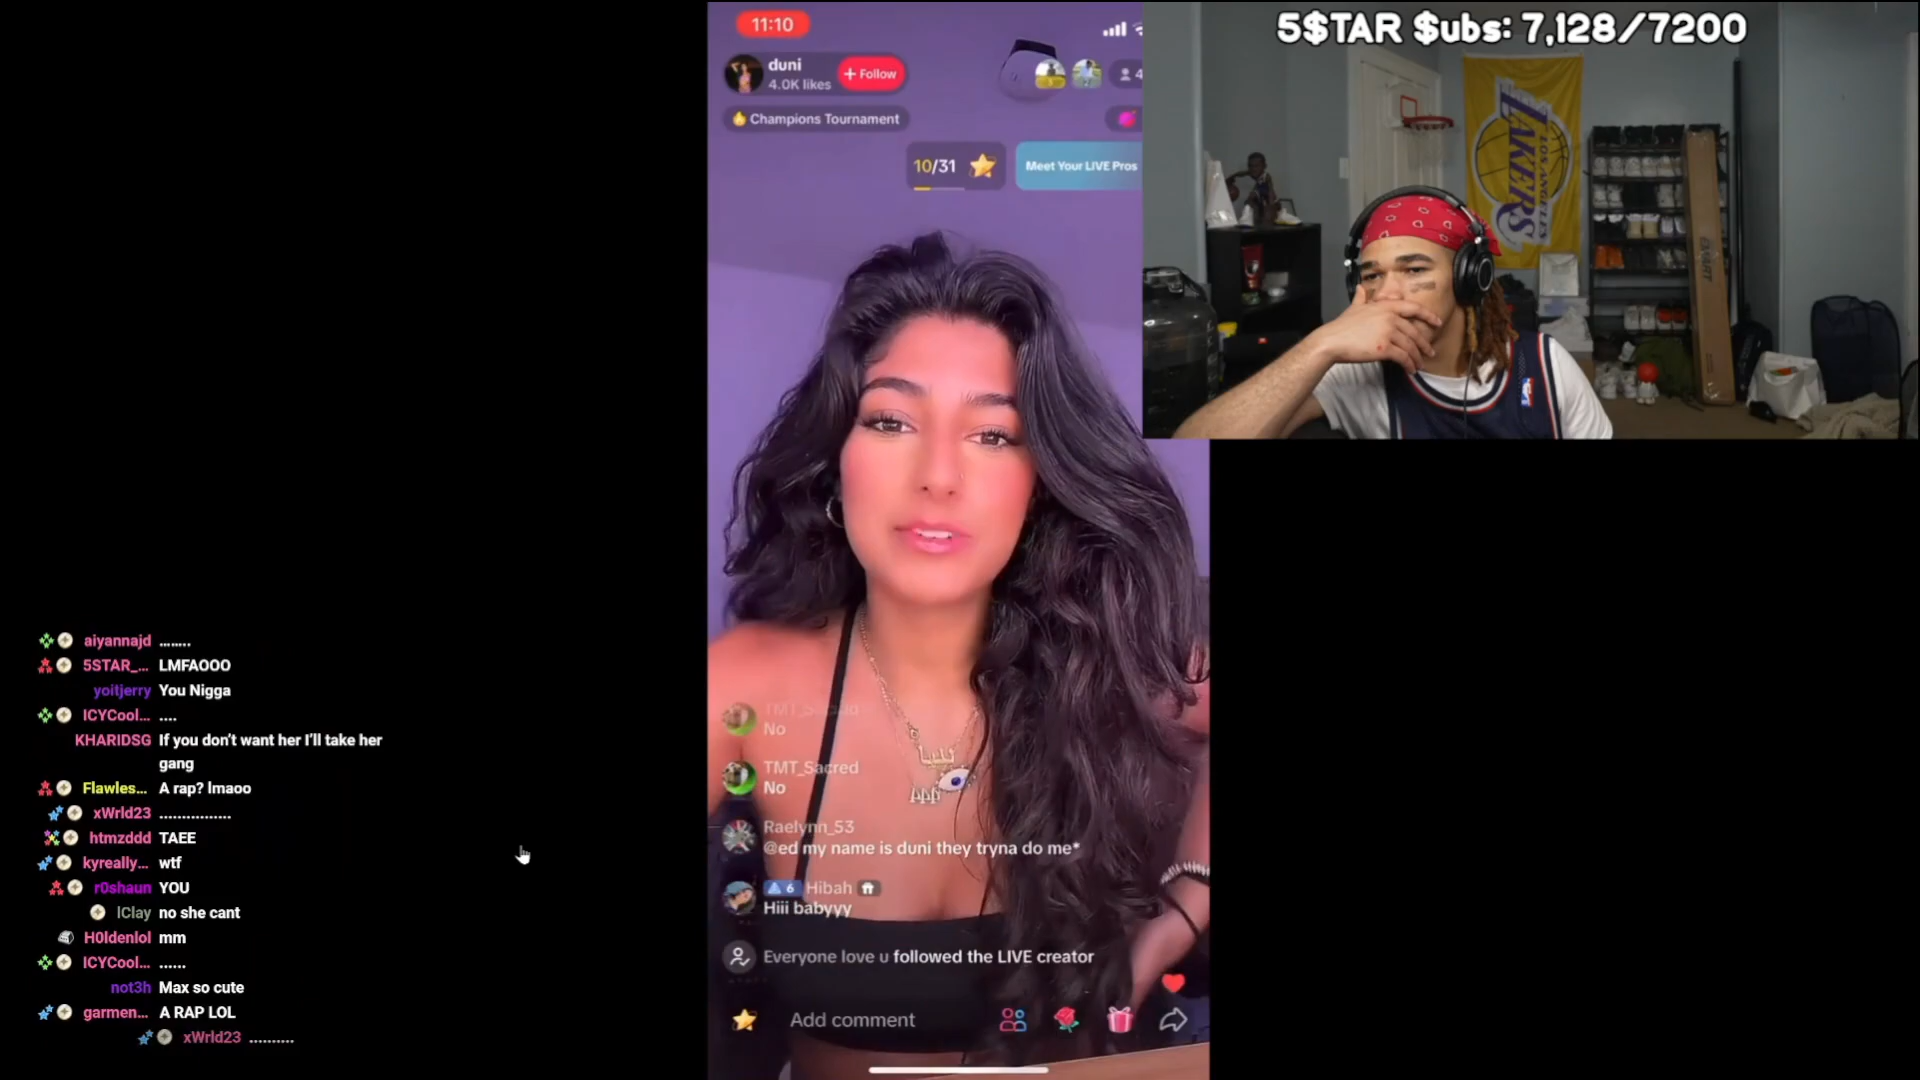 11:10
duni
4.0K likes
+ Follow
4
Champions Tournament
10/31
Meet Your LIVE Pros
5$TAR $ubs: 7,128/7200
LOS ANGELES
LAKERS
aiyannajd ........
5STAR_... LMFAOOO
yoitjerry You Nigga
ICYCool... ....
KHARIDSG If you don't want her I'll take her
gang
Flawles... A rap? lmaoo
xWrld23 ................
htmzddd TAEE
kyreally... wtf
r0shaun YOU
lClay no she cant
H0ldenlol mm
ICYCool... ......
not3h Max so cute
garmen... A RAP LOL
xWrld23 ..........
No
TMT_Sacred
No
Raelynn_53
@ed my name is duni they tryna do me*
6 Hibah
Hiii babyyy
Everyone love u followed the LIVE creator
Add comment
444